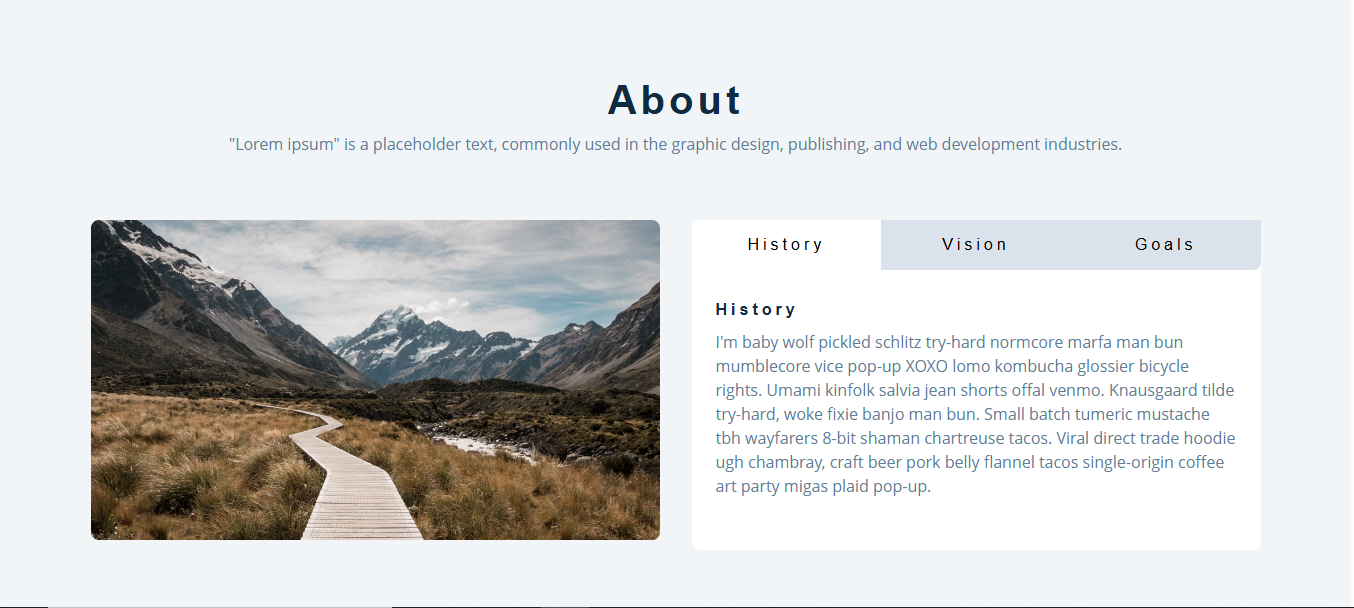 About
"Lorem ipsum" is a placeholder text, commonly used in the graphic design, publishing, and web development industries.
History Vision Goals
History
I'm baby wolf pickled schlitz try-hard normcore marfa man bun
mumblecore vice pop-up XOXO lomo kombucha glossier bicycle
rights. Umami kinfolk salvia jean shorts offal venmo. Knausgaard tilde
try-hard, woke fixie banjo man bun. Small batch tumeric mustache
tbh wayfarers 8-bit shaman chartreuse tacos. Viral direct trade hoodie
ugh chambray, craft beer pork belly flannel tacos single-origin coffee
art party migas plaid pop-up.